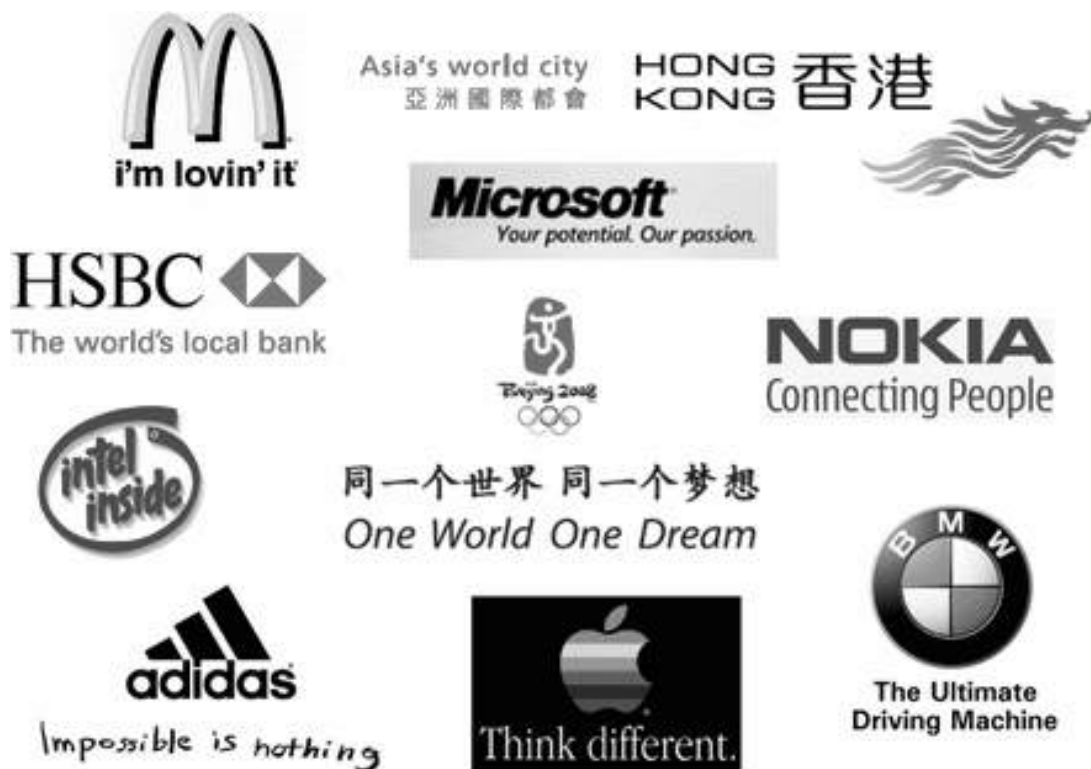 i'm lovin' it
Asia's world city
亞洲國際都會
HONG
KONG
香港
Microsoft
Your potential. Our passion.
HSBC
The world's local bank
Beijing 2008
NOKIA
Connecting People
intel
inside
同一个世界 同一个梦想
One World One Dream
BMW
The Ultimate
Driving Machine
adidas
Impossible is nothing
Think different.